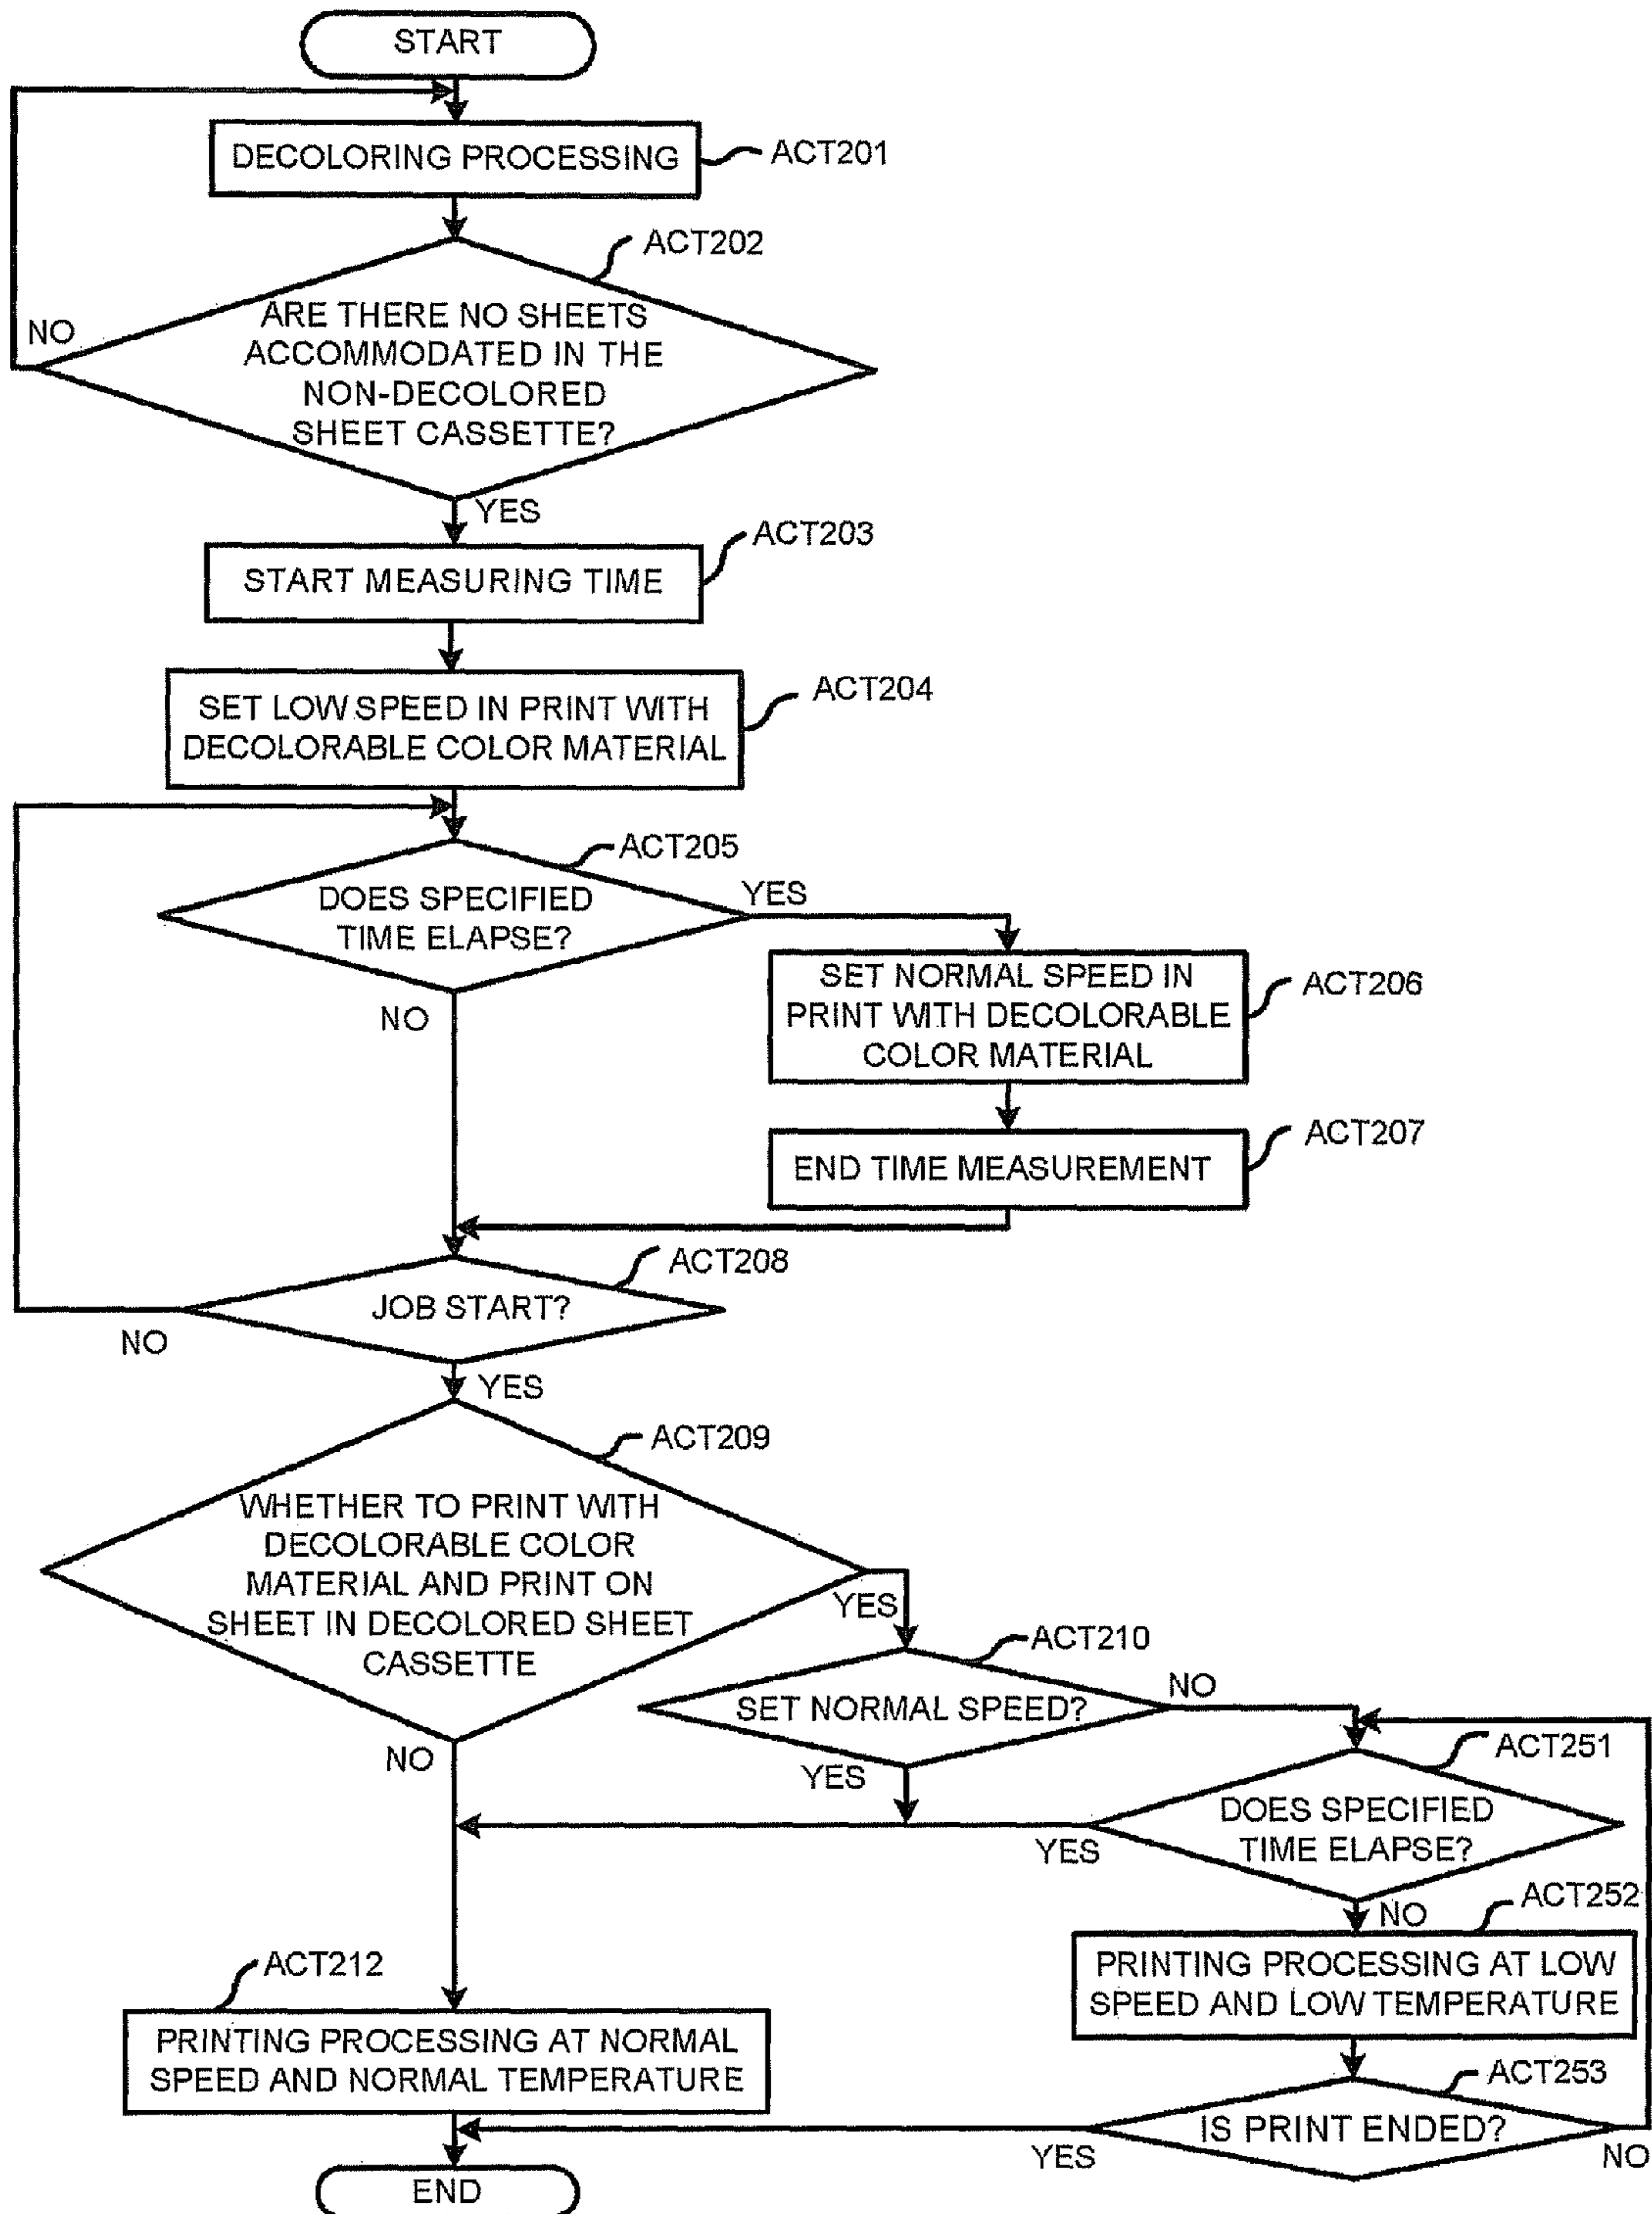 START
DECOLORING PROCESSING
ACT201
ACT202
ARE THERE NO SHEETS
ACCOMMODATED IN THE
NON-DECOLORED
SHEET CASSETTE?
NO
YES
ACT203
START MEASURING TIME
ACT204
SET LOW SPEED IN PRINT WITH
DECOLORABLE COLOR MATERIAL
ACT205
DOES SPECIFIED
TIME ELAPSE?
YES
NO
SET NORMAL SPEED IN
PRINT WITH DECOLORABLE
COLOR MATERIAL
ACT206
END TIME MEASUREMENT
ACT207
ACT208
JOB START?
NO
YES
ACT209
WHETHER TO PRINT WITH
DECOLORABLE COLOR
MATERIAL AND PRINT ON
SHEET IN DECOLORED SHEET
CASSETTE
YES
NO
ACT210
SET NORMAL SPEED?
NO
YES
ACT251
DOES SPECIFIED
TIME ELAPSE?
YES
NO
ACT252
PRINTING PROCESSING AT LOW
SPEED AND LOW TEMPERATURE
ACT212
PRINTING PROCESSING AT NORMAL
SPEED AND NORMAL TEMPERATURE
ACT253
IS PRINT ENDED?
YES
NO
END